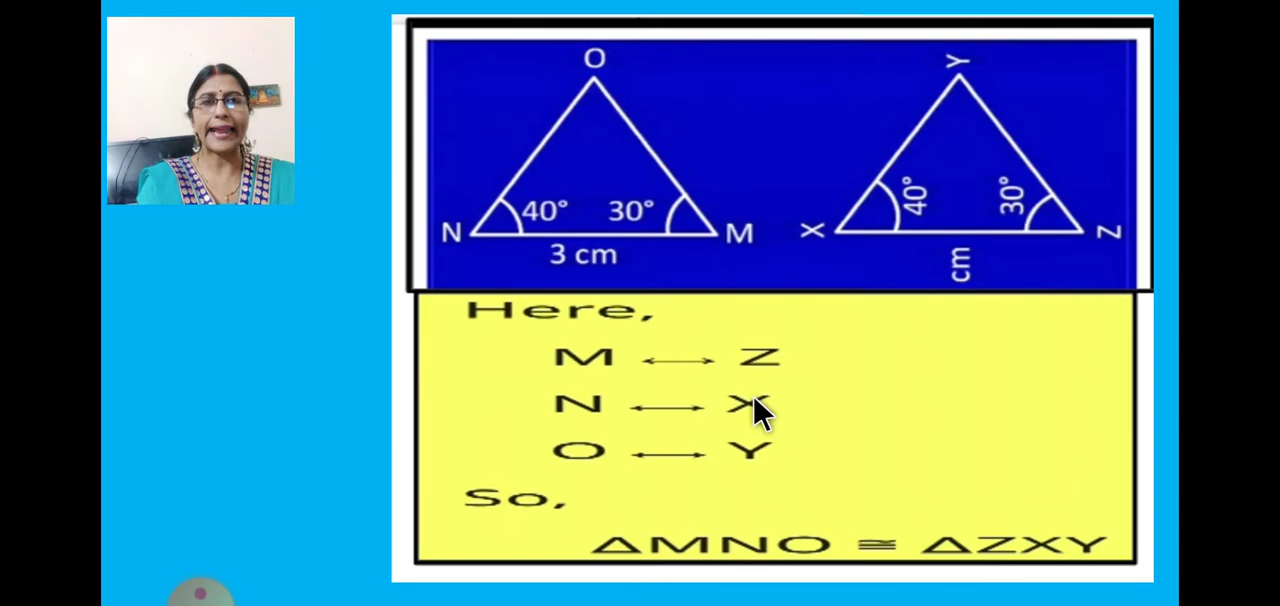 O
Y
40°
30°
40°
30°
N
M
X
Z
3 cm
cm
Here,
M ↔ Z
N ↔ X
O ↔ Y
So,
ΔMNO ≅ ΔZXY